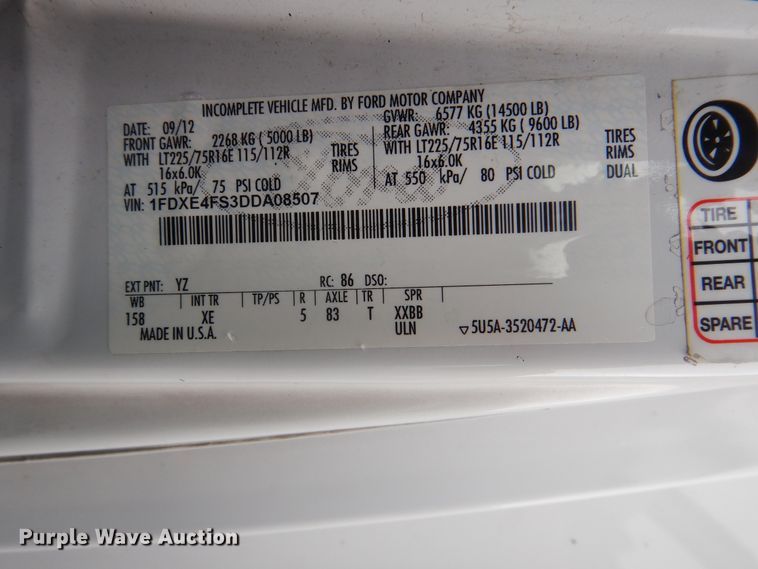 INCOMPLETE VEHICLE MFD. BY FORD MOTOR COMPANY
DATE: 09/12 GVWR: 6577 KG (14500 LB)
FRONT GAWR: 2268 KG ( 5000 LB) REAR GAWR: 4355 KG ( 9600 LB)
WITH LT225/75R16E 115/112R TIRES WITH LT225/75R16E 115/112R TIRES
16x6.0K RIMS 16x6.0K RIMS
AT 515 kPa/ 75 PSI COLD AT 550 kPa/ 80 PSI COLD DUAL
VIN: 1FDXE4FS3DDA08507
EXT PNT: YZ RC: 86 DSO:
WB INT TR TP/PS R AXLE TR SPR
158 XE 5 83 T XXBB
MADE IN U.S.A. ULN ▽5U5A-3520472-AA
TIRE
FRONT
REAR
SPARE
Purple Wave Auction